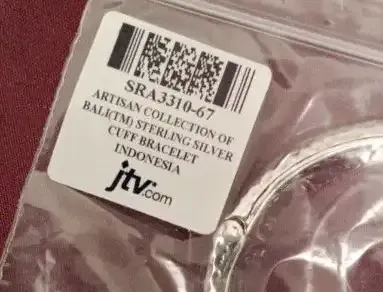 SRA3310-67
ARTISAN COLLECTION OF
BALI(TM) STERLING SILVER
CUFF BRACELET
INDONESIA
jtv.com